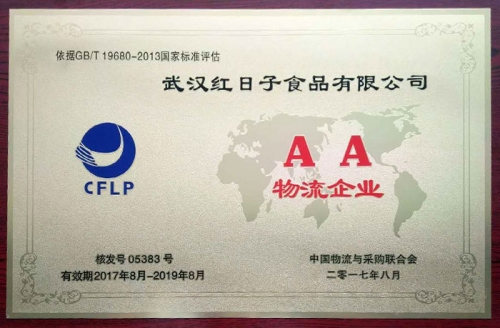 依据GB/T 19680-2013国家标准评估
武汉红日子食品有限公司
CFLP
A A
物流企业
核发号 05383 号
有效期2017年8月-2019年8月
中国物流与采购联合会
二零一七年八月